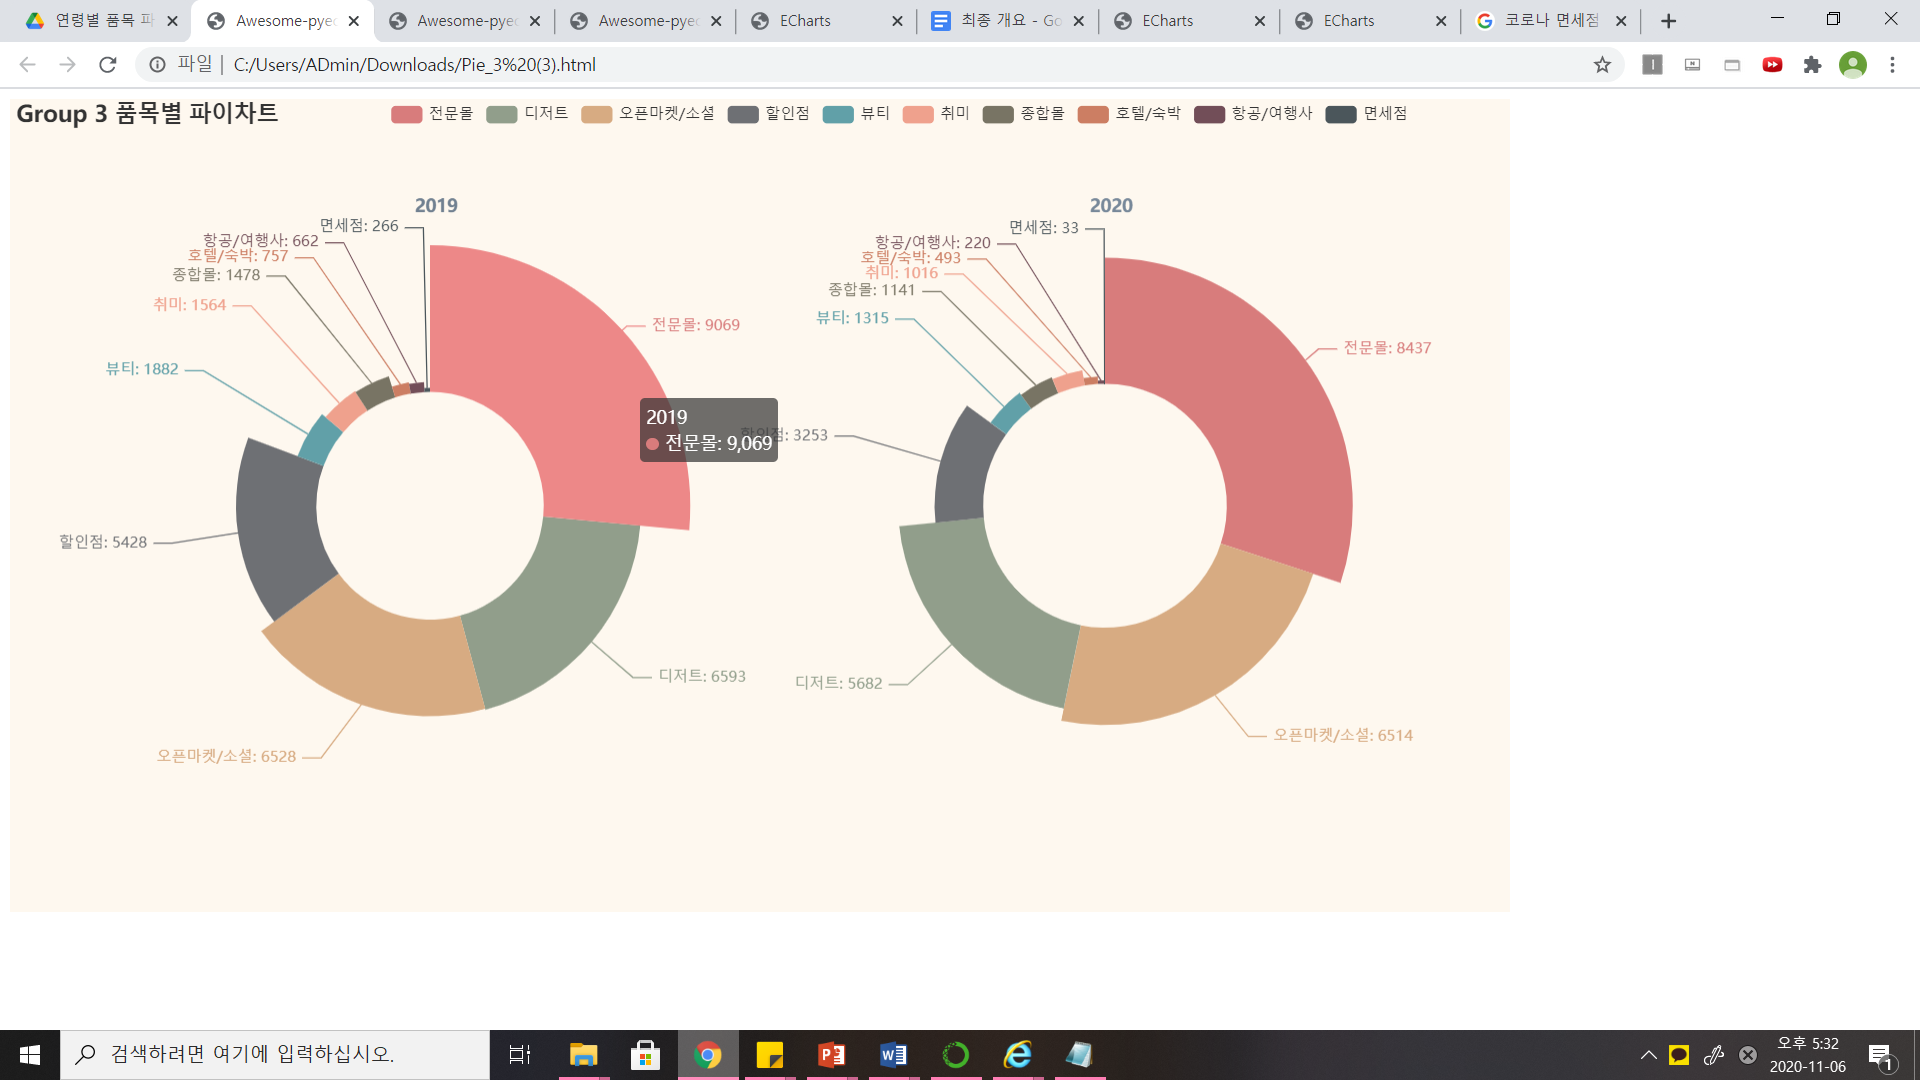 연령별 품목 파
Awesome-pyec
Awesome-pyec
Awesome-pyec
ECharts
최종 개요 - Go
ECharts
ECharts
코로나 면세점
파일 | C:/Users/ADmin/Downloads/Pie_3%20(3).html
Group 3 품목별 파이차트
전문몰 디저트 오픈마켓/소셜 할인점 뷰티 취미 종합몰 호텔/숙박 항공/여행사 면세점
2019
면세점: 266
항공/여행사: 662
호텔/숙박: 757
종합몰: 1478
취미: 1564
뷰티: 1882
할인점: 5428
오픈마켓/소셜: 6528
디저트: 6593
전문몰: 9069
2019
전문몰: 9,069
2020
면세점: 33
항공/여행사: 220
호텔/숙박: 493
취미: 1016
종합몰: 1141
뷰티: 1315
할인점: 3253
디저트: 5682
오픈마켓/소셜: 6514
전문몰: 8437
검색하려면 여기에 입력하십시오.
오후 5:32
2020-11-06
1